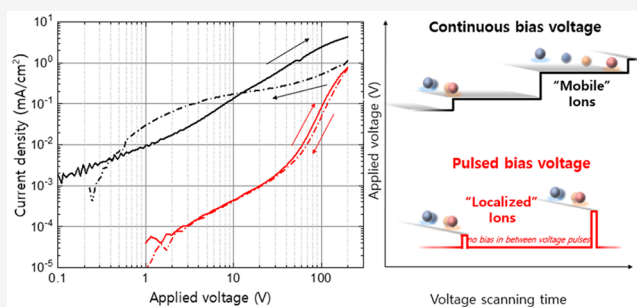 Current density (mA/cm²)
10¹
10⁰
10⁻¹
10⁻²
10⁻³
10⁻⁴
10⁻⁵
0.1
1
10
100
Applied voltage (V)
Applied voltage (V)
Continuous bias voltage
"Mobile"
Ions
Pulsed bias voltage
"Localized"
Ions
no bias in between voltage pulses
Voltage scanning time